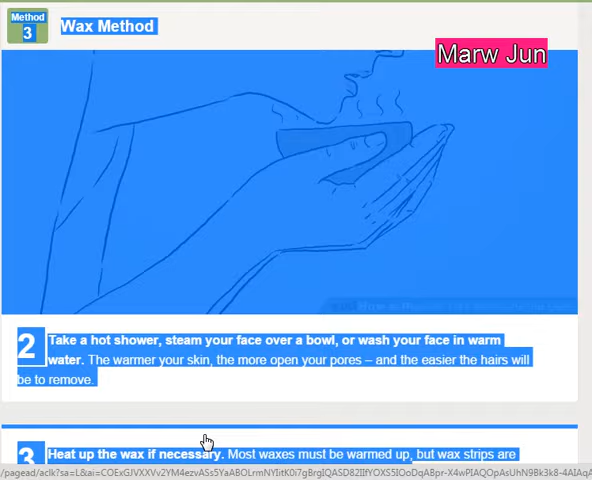 Method
3
Wax Method
Marw Jun
2
Take a hot shower, steam your face over a bowl, or wash your face in warm
water. The warmer your skin, the more open your pores – and the easier the hairs will
be to remove.
3
Heat up the wax if necessary. Most waxes must be warmed up, but wax strips are